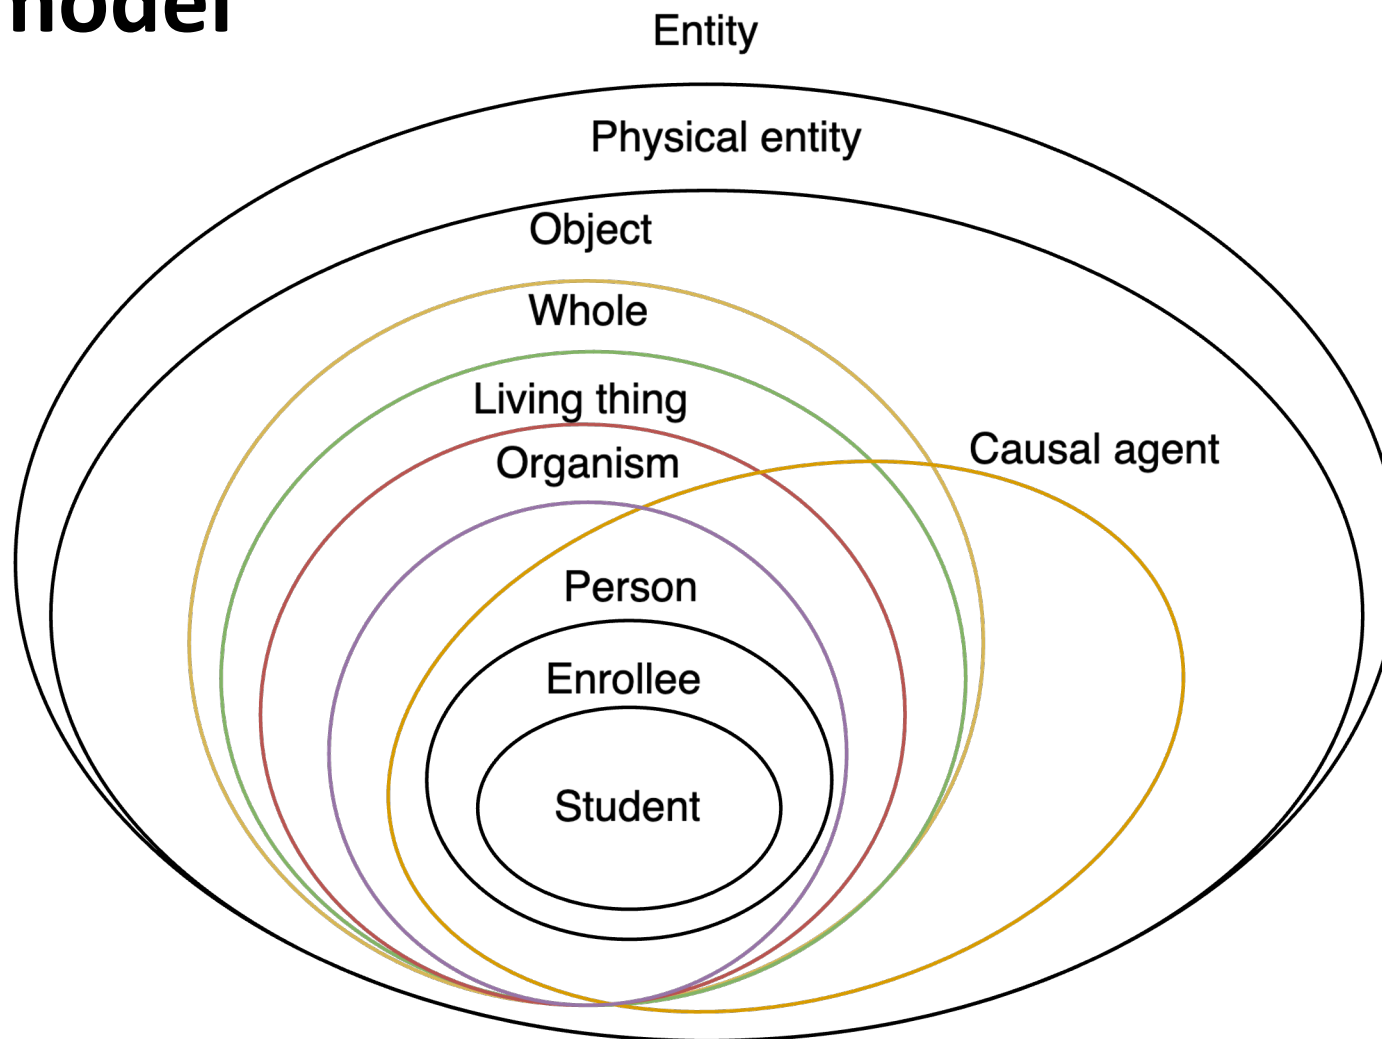 Entity
Physical entity
Object
Whole
Living thing
Causal agent
Organism
Person
Enrollee
Student